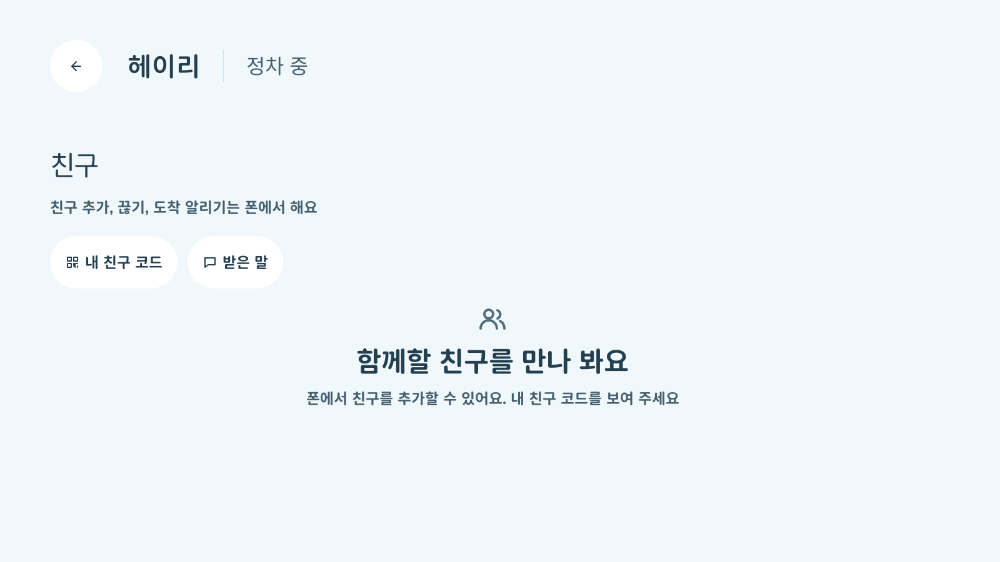 헤이리
정차 중
친구
친구 추가, 끊기, 도착 알리기는 폰에서 해요
내 친구 코드
받은 말
함께할 친구를 만나 봐요
폰에서 친구를 추가할 수 있어요. 내 친구 코드를 보여 주세요